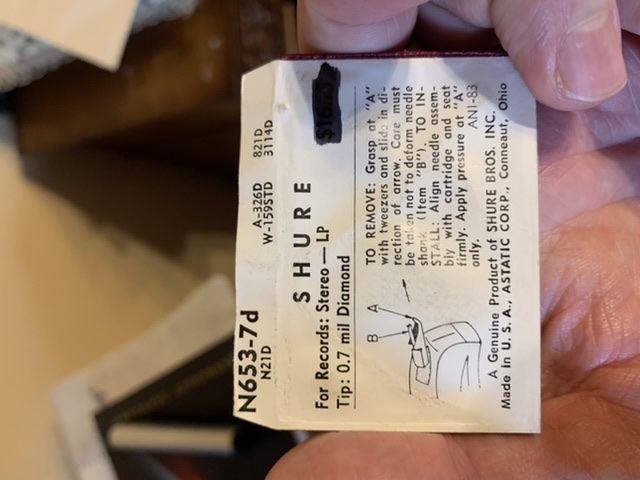 N653-7d A-326D 821D
N21D W-159STD 3114D
SHURE
For Records: Stereo — LP
Tip: 0.7 mil Diamond
B A
TO REMOVE: Grasp at "A"
with tweezers and slide in di-
rection of arrow. Care must
be taken not to deform needle
shank (Item "B"). TO IN-
STALL: Align needle assem-
bly with cartridge and seat
firmly. Apply pressure at "A"
only. AN1-83
A Genuine Product of SHURE BROS. INC.
Made in U. S. A., ASTATIC CORP., Conneaut, Ohio